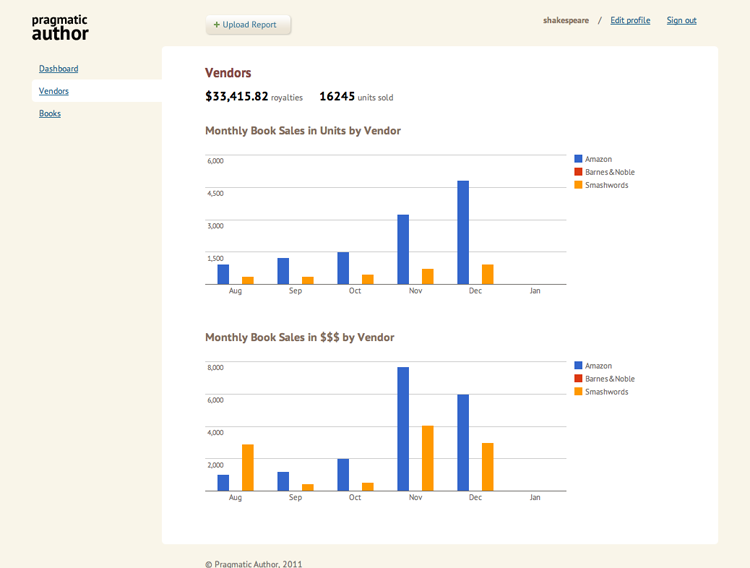 pragmatic
author
+ Upload Report
shakespeare / Edit profile Sign out
Dashboard
Vendors
Books
Vendors
$33,415.82 royalties 16245 units sold
Monthly Book Sales in Units by Vendor
6,000
4,500
3,000
1,500
Aug Sep Oct Nov Dec Jan
Amazon
Barnes&Noble
Smashwords
Monthly Book Sales in $$$ by Vendor
8,000
6,000
4,000
2,000
Aug Sep Oct Nov Dec Jan
Amazon
Barnes&Noble
Smashwords
© Pragmatic Author, 2011